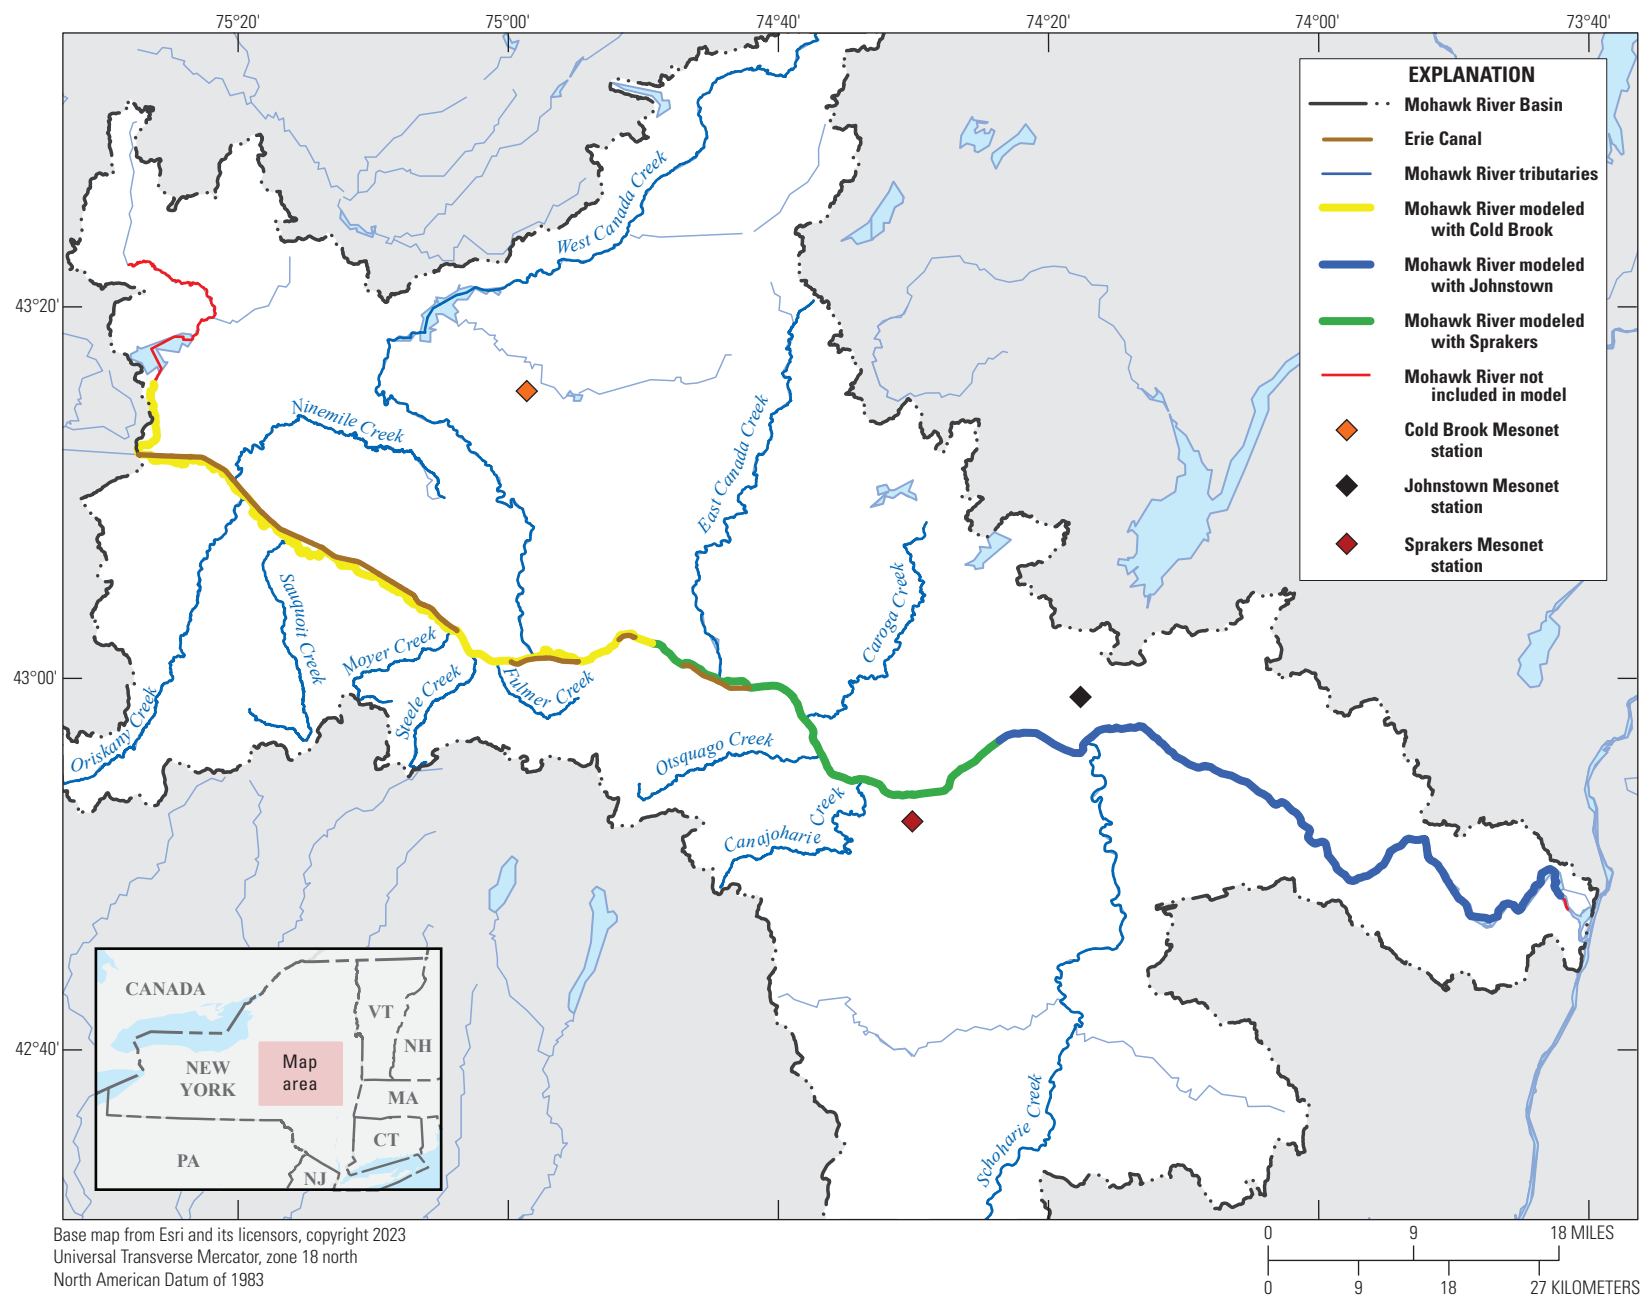 75°20'
75°00'
74°40'
74°20'
74°00'
73°40'
EXPLANATION
Mohawk River Basin
Erie Canal
Mohawk River tributaries
Mohawk River modeled
with Cold Brook
Mohawk River modeled
with Johnstown
Mohawk River modeled
with Sprakers
Mohawk River not
included in model
Cold Brook Mesonet
station
Johnstown Mesonet
station
Sprakers Mesonet
station
West Canada Creek
43°20'
Ninemile Creek
East Canada Creek
Sauquoit Creek
Caroga Creek
Moyer Creek
43°00'
Steele Creek
Fulmer Creek
Oriskany Creek
Otsquago Creek
Canajoharie Creek
Schoharie Creek
42°40'
CANADA
VT
NH
NEW
YORK
Map
area
MA
CT
PA
NJ
Base map from Esri and its licensors, copyright 2023
Universal Transverse Mercator, zone 18 north
North American Datum of 1983
0 9 18 MILES
0 9 18 27 KILOMETERS